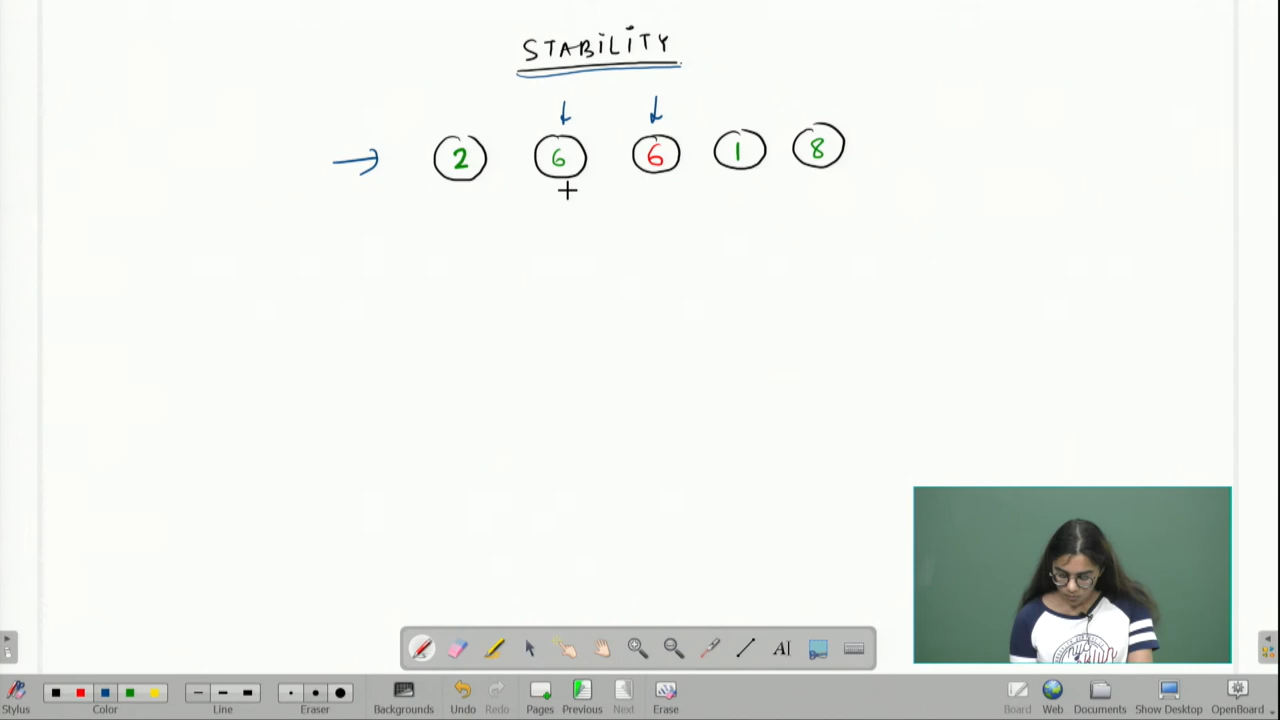 STABILITY
2 6 6 1 8
Stylus
Color
Line
Eraser
Backgrounds
Undo
Redo
Pages
Previous
Next
Erase
Board
Web
Documents
Show Desktop
OpenBoard